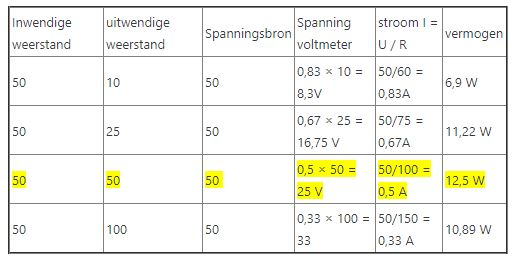 Inwendige weerstand | uitwendige weerstand | Spanningsbron | Spanning voltmeter | stroom I = U / R | vermogen
50 | 10 | 50 | 0,83 × 10 = 8,3V | 50/60 = 0,83A | 6,9 W
50 | 25 | 50 | 0,67 × 25 = 16,75 V | 50/75 = 0,67A | 11,22 W
50 | 50 | 50 | 0,5 × 50 = 25 V | 50/100 = 0,5 A | 12,5 W
50 | 100 | 50 | 0,33 × 100 = 33 | 50/150 = 0,33 A | 10,89 W